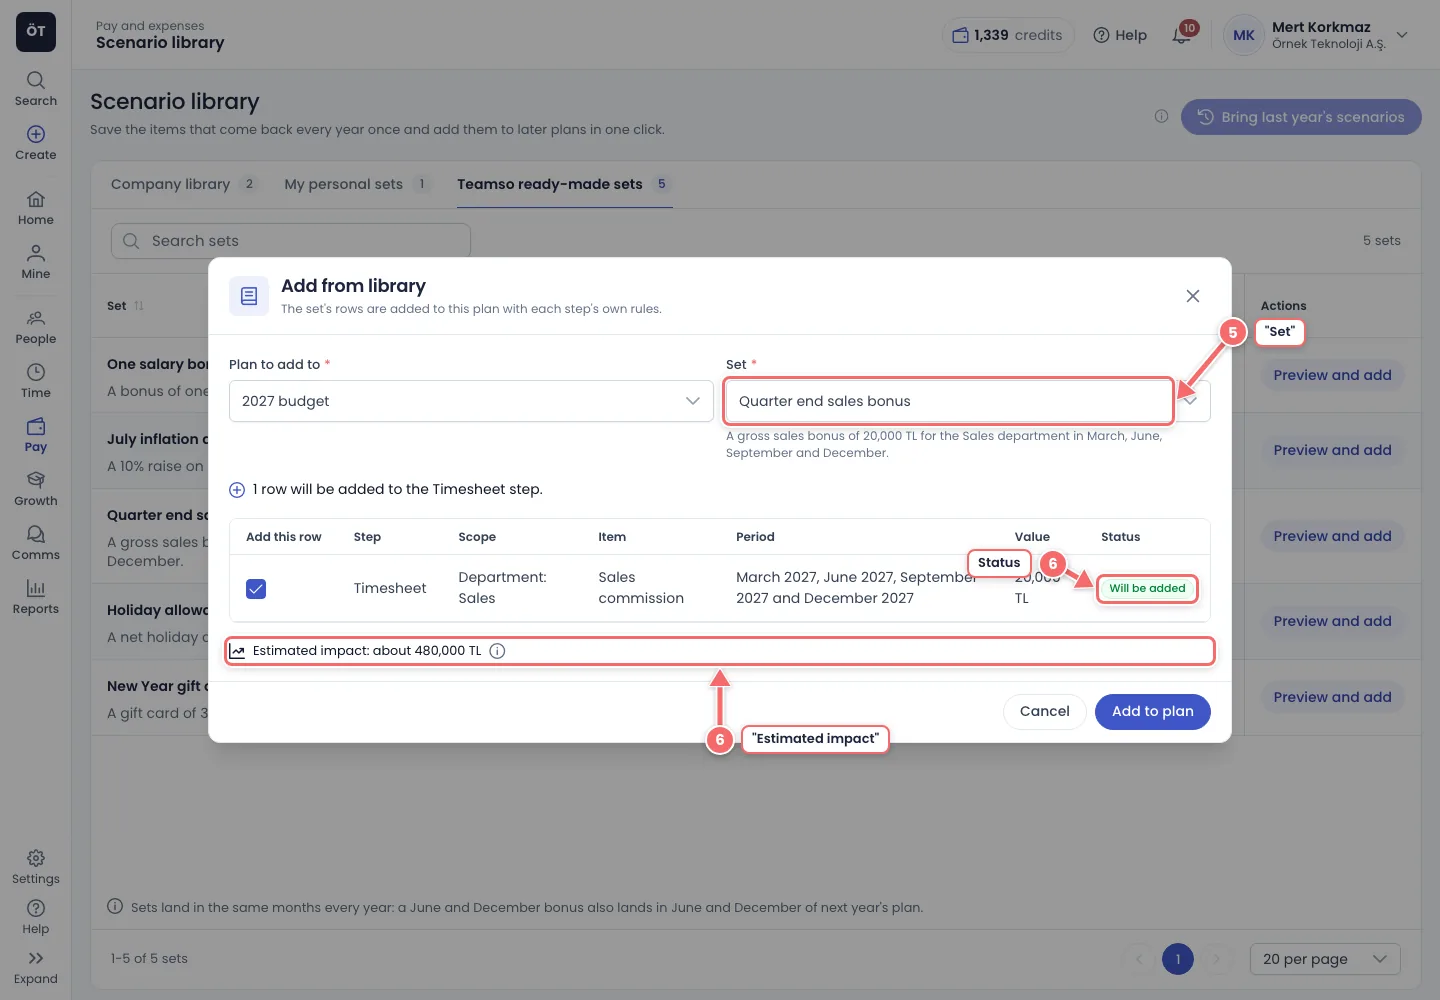 ÖT
Pay and expenses
Scenario library
1,339 credits
Help
10
MK
Mert Korkmaz
Örnek Teknoloji A.Ş.
Search
Create
Home
Mine
People
Time
Pay
Growth
Comms
Reports
Settings
Help
Expand
Scenario library
Save the items that come back every year once and add them to later plans in one click.
Bring last year's scenarios
Company library 2
My personal sets 1
Teamso ready-made sets 5
Search sets
5 sets
Set
Actions
One salary bo
A bonus of one
Preview and add
July inflation
A 10% raise on
Preview and add
Quarter end s
A gross sales b
December.
Preview and add
Holiday allow
A net holiday
Preview and add
New Year gift
A gift card of 3
Preview and add
Add from library
The set's rows are added to this plan with each step's own rules.
5 "Set"
Plan to add to *
2027 budget
Set *
Quarter end sales bonus
A gross sales bonus of 20,000 TL for the Sales department in March, June,
September and December.
1 row will be added to the Timesheet step.
Add this row Step Scope Item Period Value Status
Status 6
Timesheet
Department:
Sales
Sales
commission
March 2027, June 2027, September
2027 and December 2027
20,000
TL
Will be added
Estimated impact: about 480,000 TL
Cancel
Add to plan
6 "Estimated impact"
Sets land in the same months every year: a June and December bonus also lands in June and December of next year's plan.
1-5 of 5 sets
1
20 per page